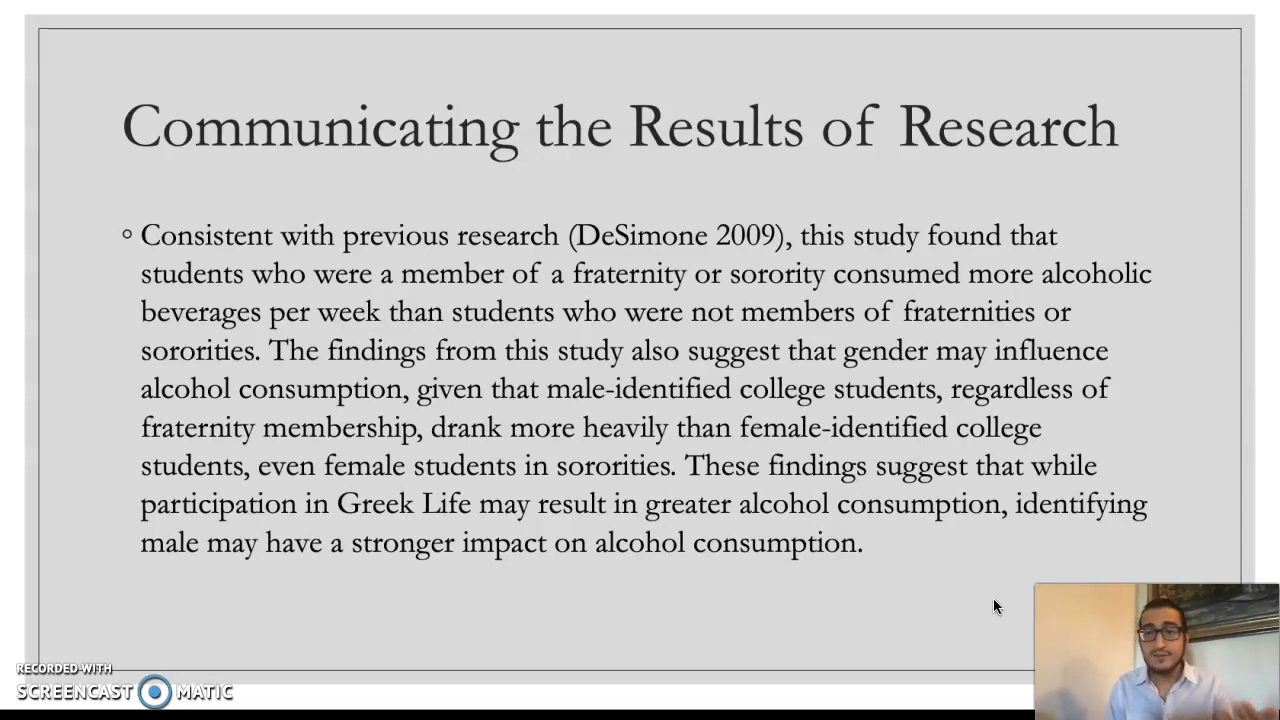 Communicating the Results of Research
Consistent with previous research (DeSimone 2009), this study found that
students who were a member of a fraternity or sorority consumed more alcoholic
beverages per week than students who were not members of fraternities or
sororities. The findings from this study also suggest that gender may influence
alcohol consumption, given that male-identified college students, regardless of
fraternity membership, drank more heavily than female-identified college
students, even female students in sororities. These findings suggest that while
participation in Greek Life may result in greater alcohol consumption, identifying
male may have a stronger impact on alcohol consumption.
RECORDED WITH
SCREENCAST MATIC